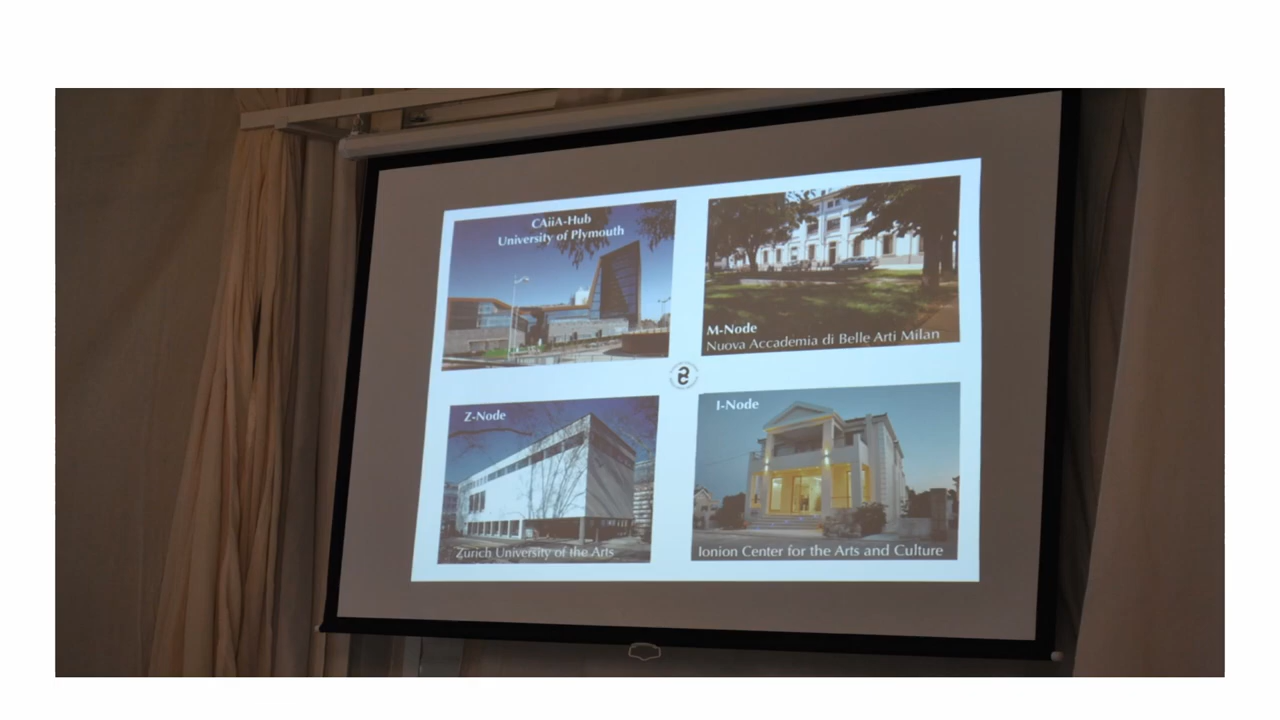 CAiiA-Hub
University of Plymouth
M-Node
Nuova Accademia di Belle Arti Milan
Z-Node
Zürich University of the Arts
I-Node
Ionion Center for the Arts and Culture